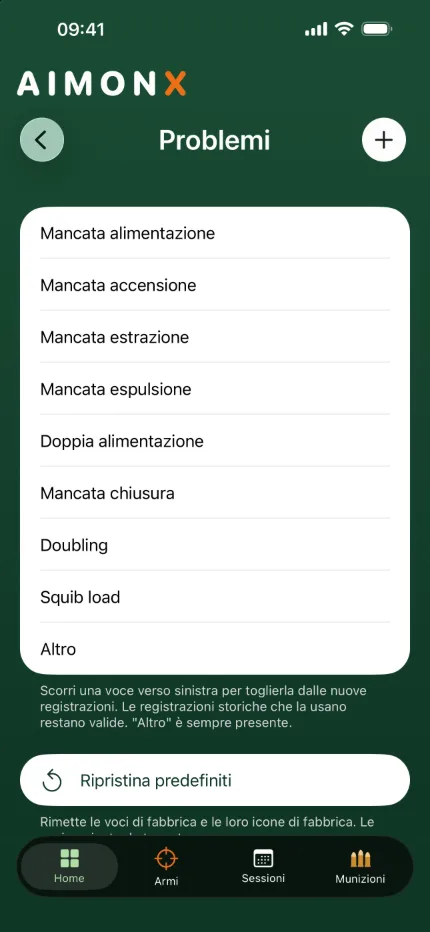 09:41
AIMONX
Problemi
Mancata alimentazione
Mancata accensione
Mancata estrazione
Mancata espulsione
Doppia alimentazione
Mancata chiusura
Doubling
Squib load
Altro
Scorri una voce verso sinistra per toglierla dalle nuove
registrazioni. Le registrazioni storiche che la usano
restano valide. "Altro" è sempre presente.
Ripristina predefiniti
Rimette le voci di fabbrica e le loro icone di fabbrica. Le
Home
Armi
Sessioni
Munizioni